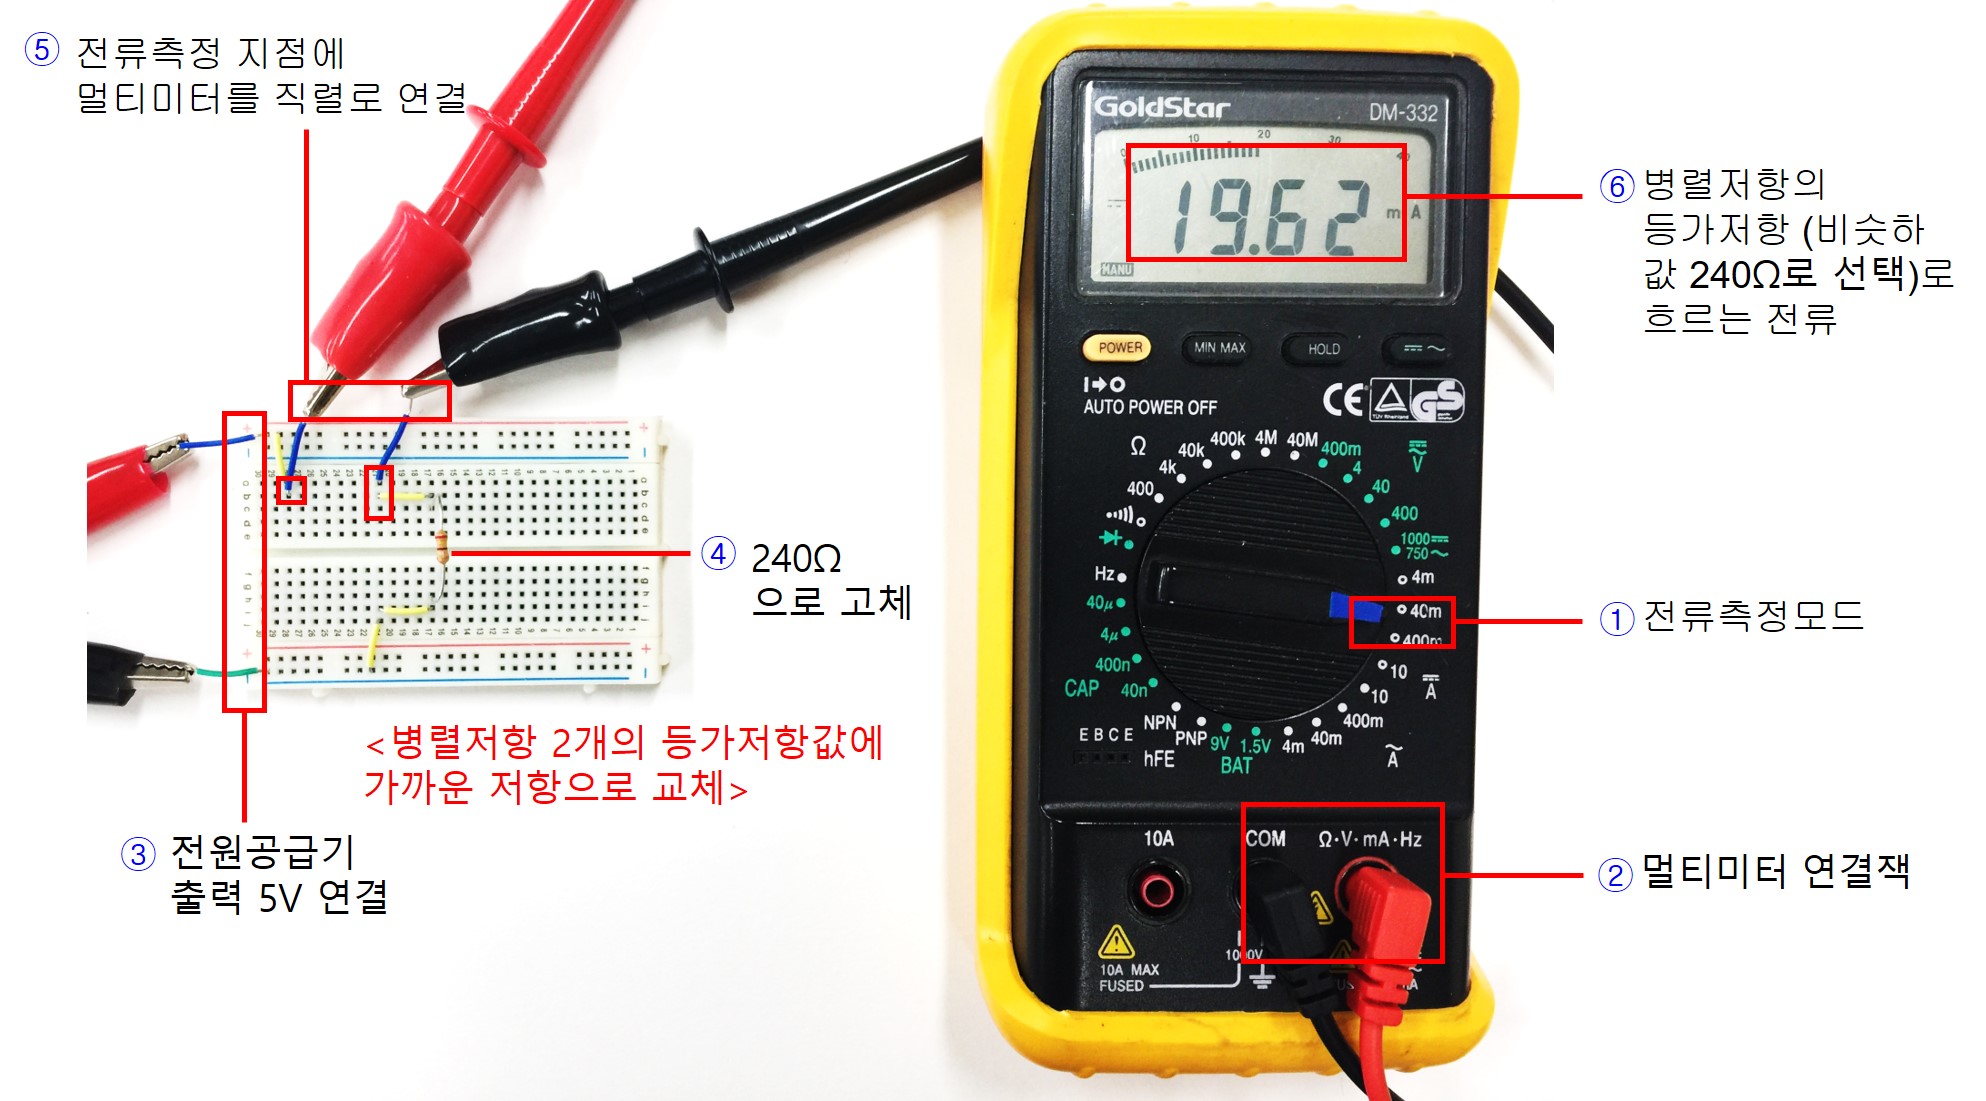 ⑤ 전류측정 지점에
멀티미터를 직렬로 연결
GoldStar
DM-332
0 10 20 30 40
19.62
m A
MANU
⑥ 병렬저항의
등가저항 (비슷하
값 240Ω로 선택)로
흐르는 전류
POWER
MIN MAX
HOLD
AUTO POWER OFF
CE
GS
Ω
400
4k
40k
400k
4M
40M
400m
4
40
400
1000
750
V
4m
40m
400m
10
A
10
400m
40m
4m
A
Hz
40μ
4μ
400n
40n
CAP
NPN
PNP
E B C E
hFE
9V
1.5V
BAT
④ 240Ω
으로 고체
① 전류측정모드
<병렬저항 2개의 등가저항값에
가까운 저항으로 교체>
③ 전원공급기
출력 5V 연결
10A
COM
Ω·V·mA·Hz
② 멀티미터 연결잭
10A MAX
FUSED
1000V